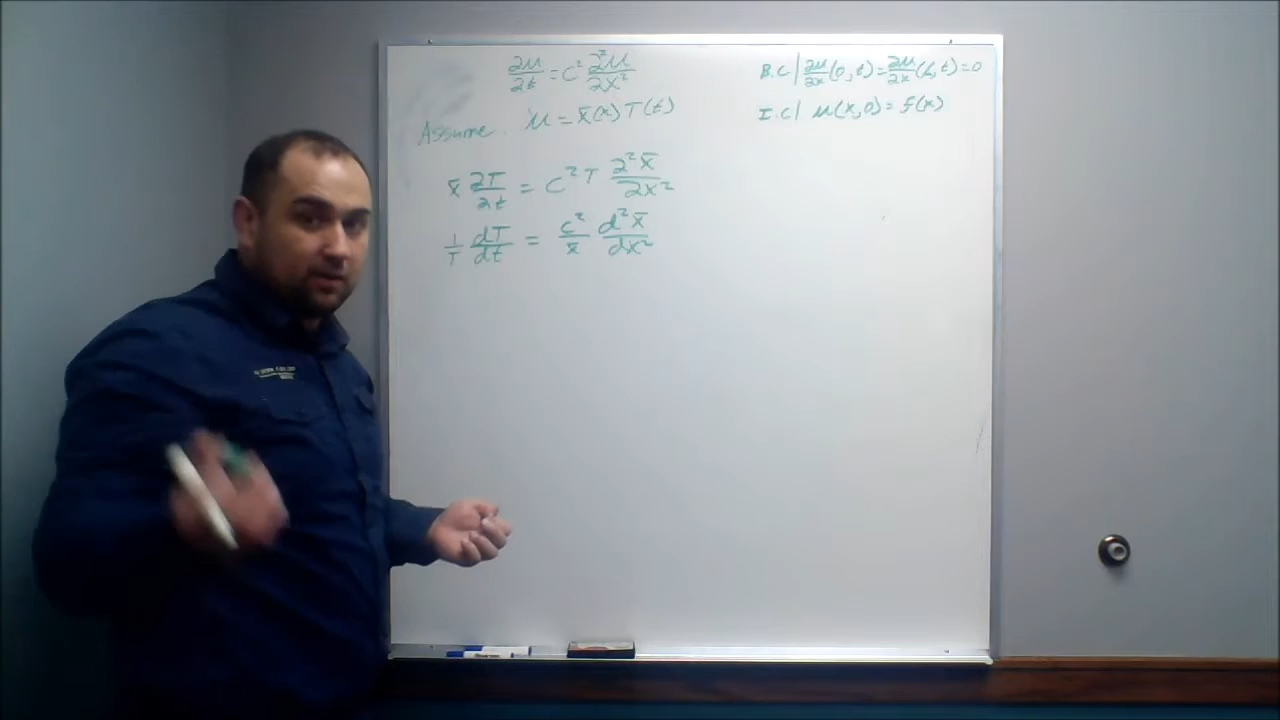 ∂u/∂t = C² ∂²u/∂x²
Assume. u = X̄(x) T(t)
X̄ ∂T/∂t = C² T ∂²X̄/∂x²
1/T dT/dt = C²/X̄ d²X̄/dx²
B.C | ∂u/∂x (0,t) = ∂u/∂x (L,t) = 0
I.C | u(x,0) = f(x)